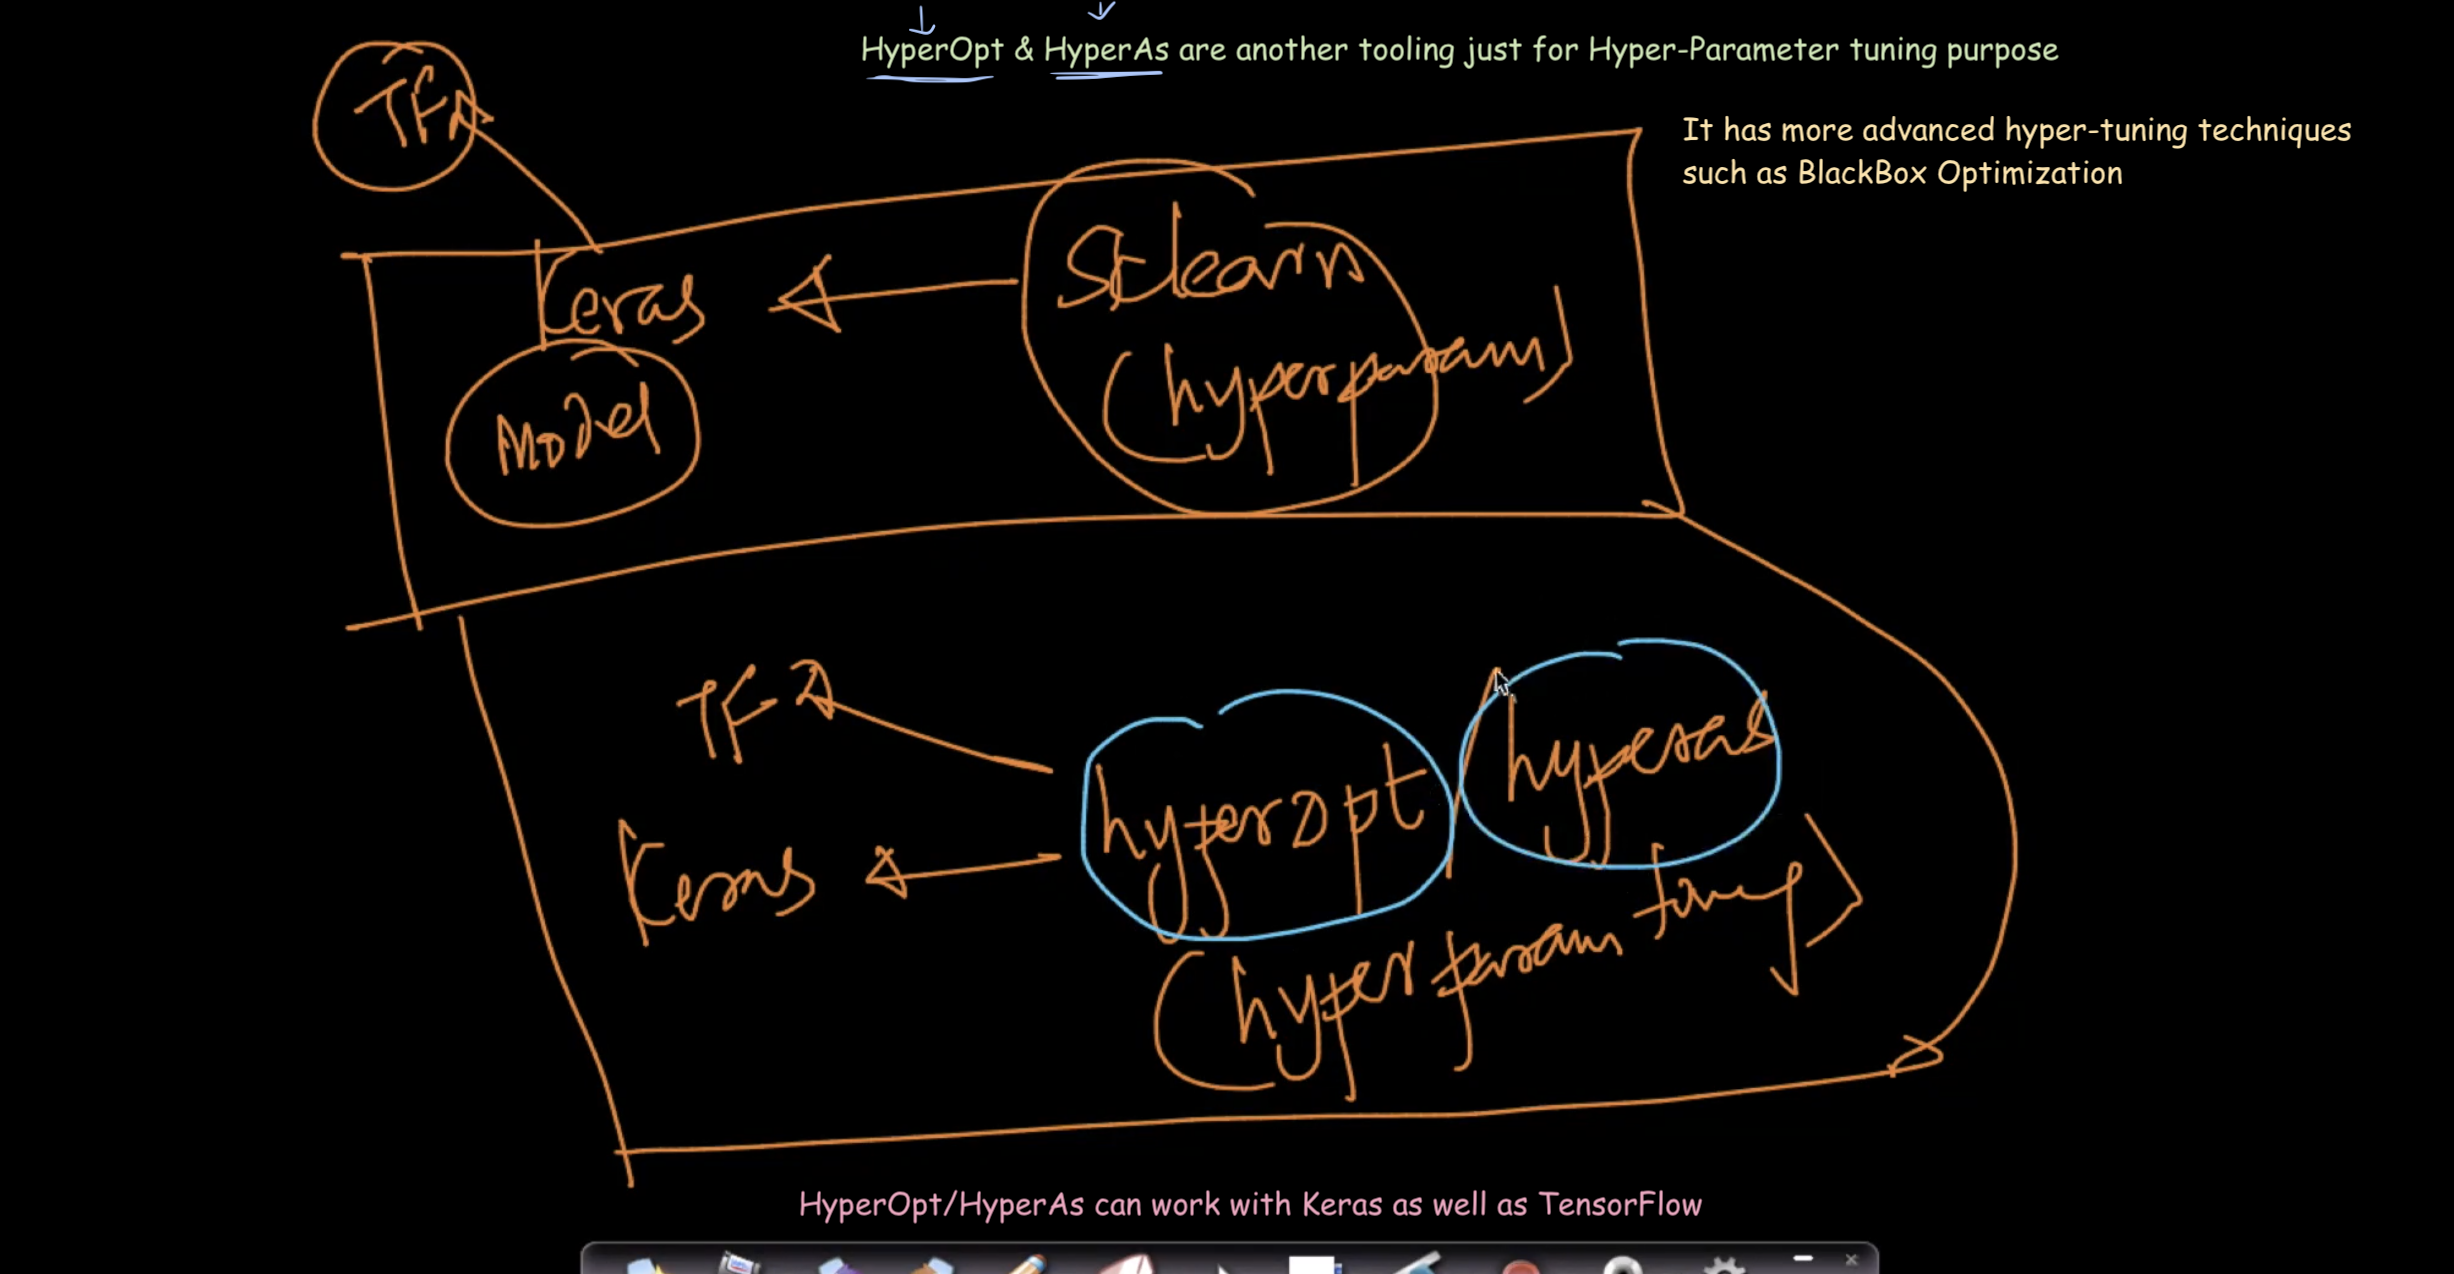 HyperOpt & HyperAs are another tooling just for Hyper-Parameter tuning purpose
It has more advanced hyper-tuning techniques
such as BlackBox Optimization
TF
Keras
Sklearn
(hyperparam)
Model
TF
hyperopt / hyperas
Keras
(hyperparam tuning)
HyperOpt/HyperAs can work with Keras as well as TensorFlow